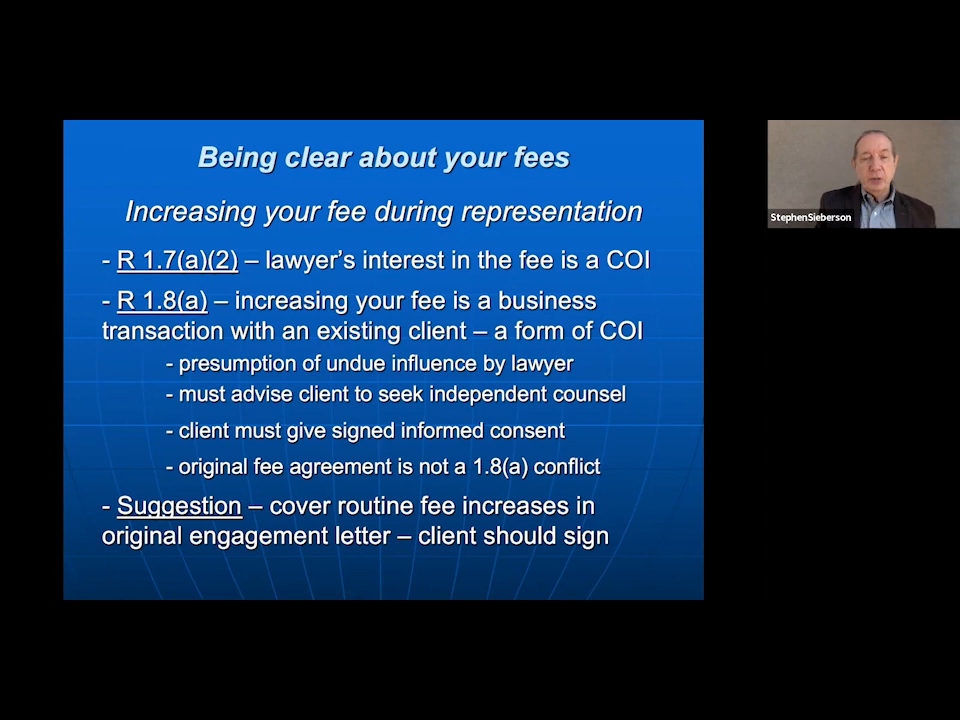 Being clear about your fees
Increasing your fee during representation
- R 1.7(a)(2) – lawyer’s interest in the fee is a COI
- R 1.8(a) – increasing your fee is a business
transaction with an existing client – a form of COI
- presumption of undue influence by lawyer
- must advise client to seek independent counsel
- client must give signed informed consent
- original fee agreement is not a 1.8(a) conflict
- Suggestion – cover routine fee increases in
original engagement letter – client should sign
StephenSieberson